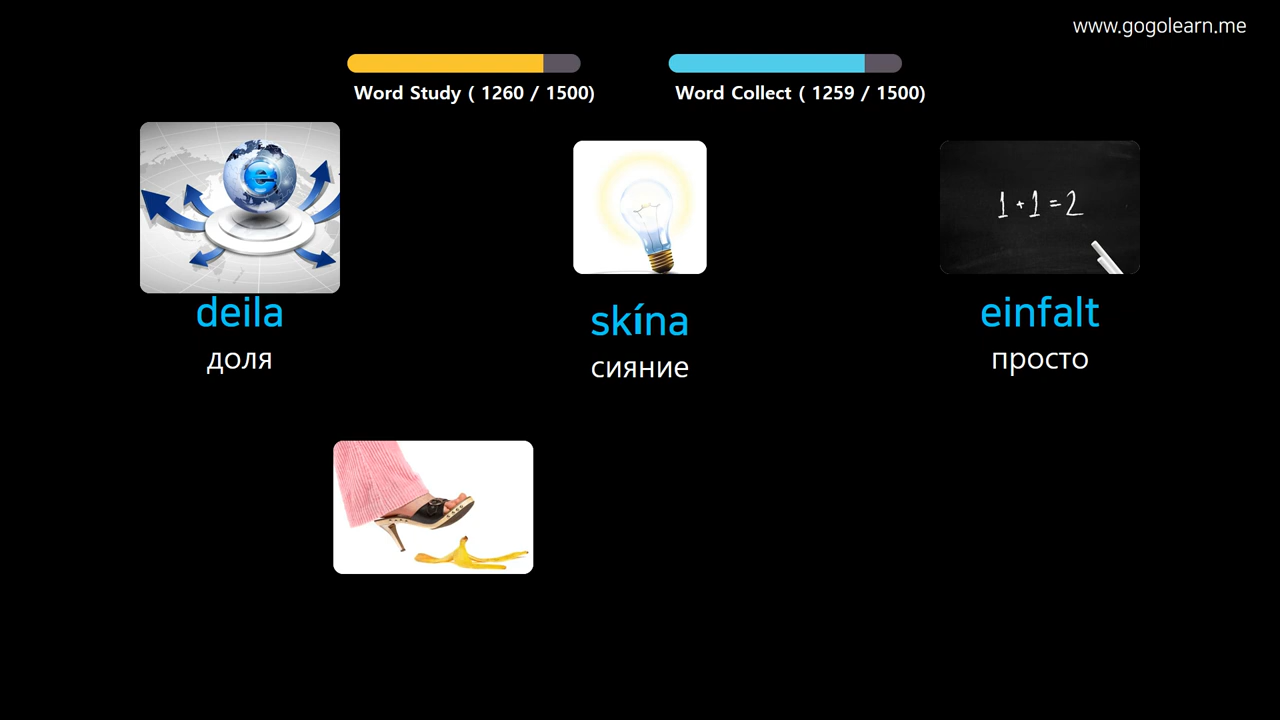 www.gogolearn.me
Word Study ( 1260 / 1500)
Word Collect ( 1259 / 1500)
e
1 + 1 = 2
deila
skína
einfalt
доля
сияние
просто